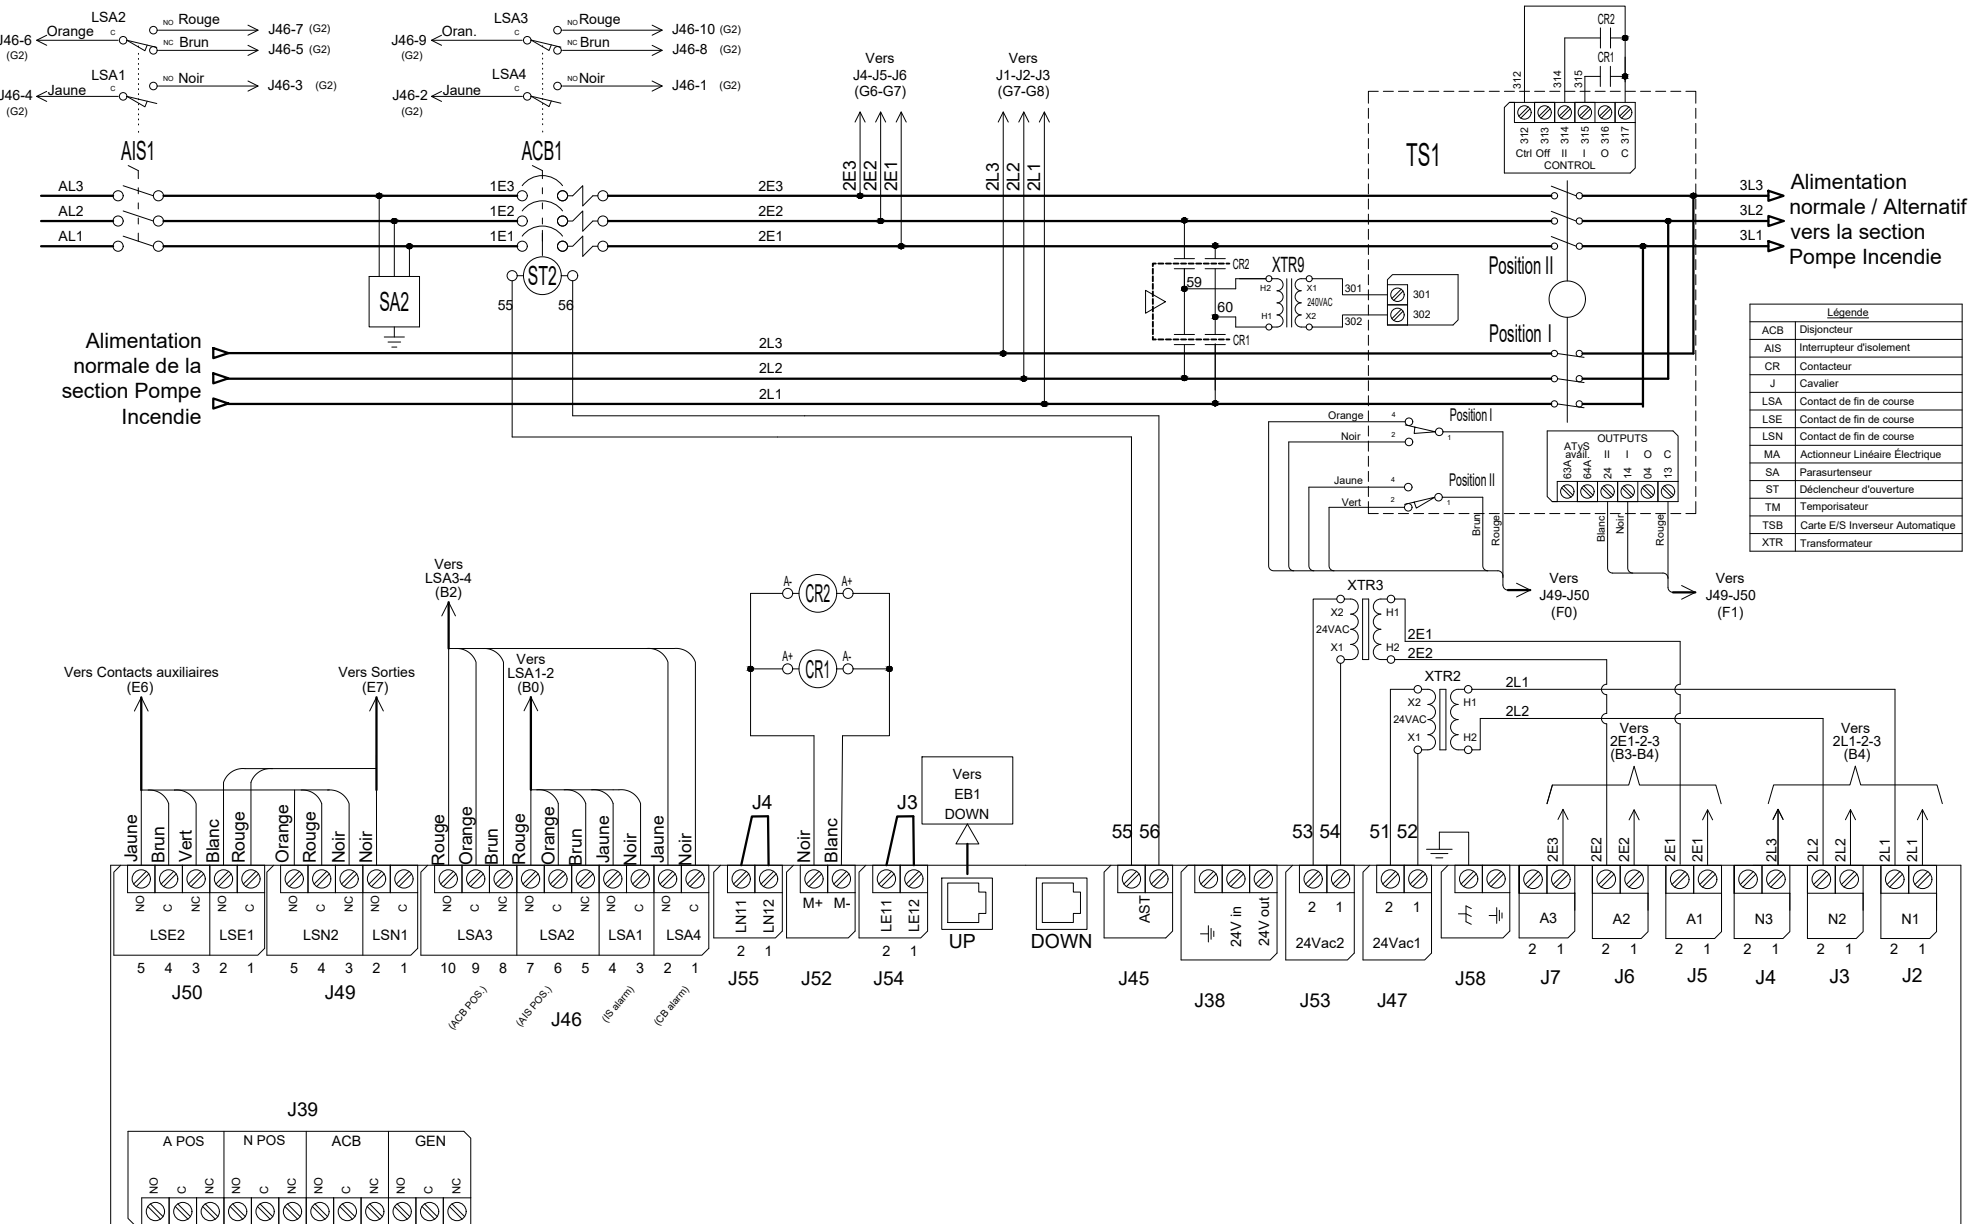 LSA2
NO Rouge
J46-7 (G2)
J46-6
(G2)
Orange
C
NC Brun
J46-5 (G2)
LSA1
C
NO Noir
J46-3 (G2)
J46-4
(G2)
Jaune
LSA3
NO Rouge
J46-10 (G2)
J46-9
(G2)
Oran.
C
NC Brun
J46-8 (G2)
LSA4
C
NO Noir
J46-1 (G2)
J46-2
(G2)
Jaune
AIS1
ACB1
Vers
J4-J5-J6
(G6-G7)
Vers
J1-J2-J3
(G7-G8)
2E3
2E2
2E1
2L3
2L2
2L1
CR2
CR1
312
314
315
312
313
314
315
316
317
Ctrl
Off
II
I
O
C
CONTROL
TS1
AL3
AL2
AL1
1E3
1E2
1E1
2E3
2E2
2E1
3L3
3L2
3L1
Alimentation
normale / Alternatif
vers la section
Pompe Incendie
SA2
ST2
55
56
CR2
59
60
CR1
XTR9
H2
H1
X1
240VAC
X2
301
302
301
302
Position II
Position I
Alimentation
normale de la
section Pompe
Incendie
2L3
2L2
2L1
Légende
ACB Disjoncteur
AIS Interrupteur d'isolement
CR Contacteur
J Cavalier
LSA Contact de fin de course
LSE Contact de fin de course
LSN Contact de fin de course
MA Actionneur Linéaire Électrique
SA Parasurtenseur
ST Déclencheur d'ouverture
TM Temporisateur
TSB Carte E/S Inverseur Automatique
XTR Transformateur
Orange
4
Position I
Noir
2
1
Jaune
4
Position II
Vert
2
1
Brun
Rouge
OUTPUTS
ATyS
avail.
II
I
O
C
63A
64A
24
14
04
13
Blanc
Noir
Rouge
Vers
J49-J50
(F0)
Vers
J49-J50
(F1)
Vers
LSA3-4
(B2)
Vers Contacts auxiliaires
(E6)
Vers Sorties
(E7)
Vers
LSA1-2
(B0)
A-
CR2
A+
A+
CR1
A-
XTR3
X2
24VAC
X1
H1
H2
2E1
2E2
XTR2
X2
24VAC
X1
H1
H2
2L1
2L2
Vers
2E1-2-3
(B3-B4)
Vers
2L1-2-3
(B4)
Vers
EB1
DOWN
J4
J3
Jaune
Brun
Vert
Blanc
Rouge
Orange
Rouge
Noir
Noir
Rouge
Orange
Brun
Rouge
Orange
Brun
Jaune
Noir
Jaune
Noir
Noir
Blanc
55
56
53
54
51
52
2E3
2E2
2E2
2E1
2E1
2L3
2L2
2L2
2L1
2L1
NO
C
NC
NO
C
NO
C
NC
NO
C
NO
C
NC
NO
C
NC
NO
C
NO
C
LSE2
LSE1
LSN2
LSN1
LSA3
LSA2
LSA1
LSA4
LN11
LN12
M+
M-
LE11
LE12
UP
DOWN
AST
24V in
24V out
2 1
24Vac2
2 1
24Vac1
A3
A2
A1
N3
N2
N1
5 4 3 2 1
5 4 3 2 1
10 9 8 7 6 5 4 3 2 1
2 1
2 1
2 1
2 1
2 1
2 1
2 1
2 1
J50
J49
(ACB POS.)
(AIS POS.)
J46
(IS alarm)
(CB alarm)
J55
J52
J54
J45
J38
J53
J47
J58
J7
J6
J5
J4
J3
J2
J39
A POS
N POS
ACB
GEN
NO
C
NC
NO
C
NC
NO
C
NC
NO
C
NC